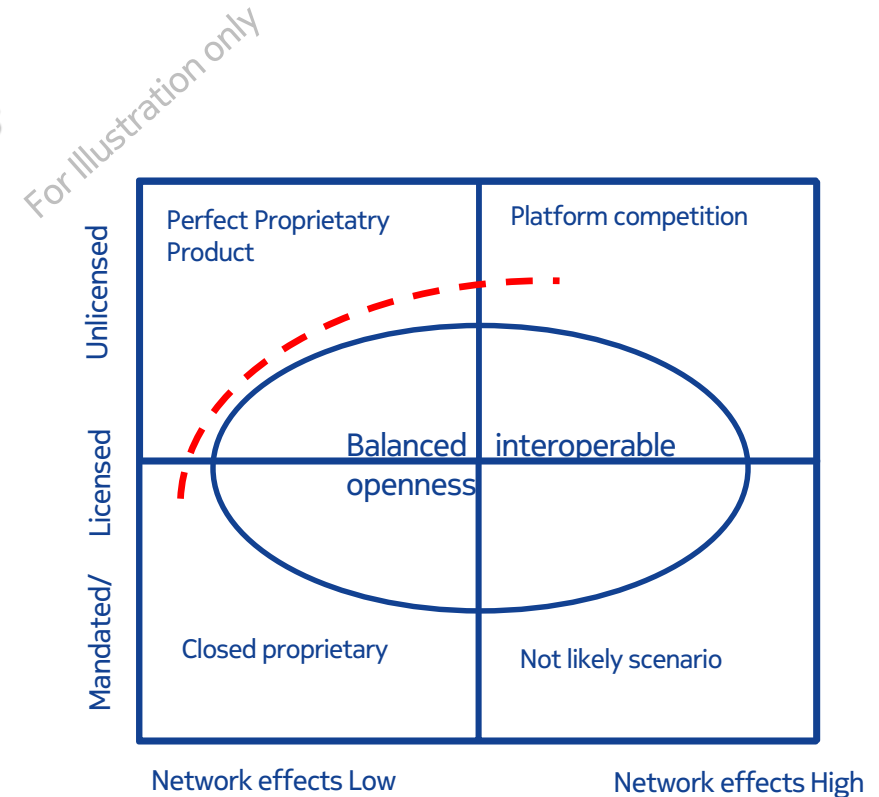 For Illustration only
Perfect Proprietatry
Product
Platform competition
Unlicensed
Balanced interoperable
openness
Mandated/ Licensed
Closed proprietary
Not likely scenario
Network effects Low
Network effects High